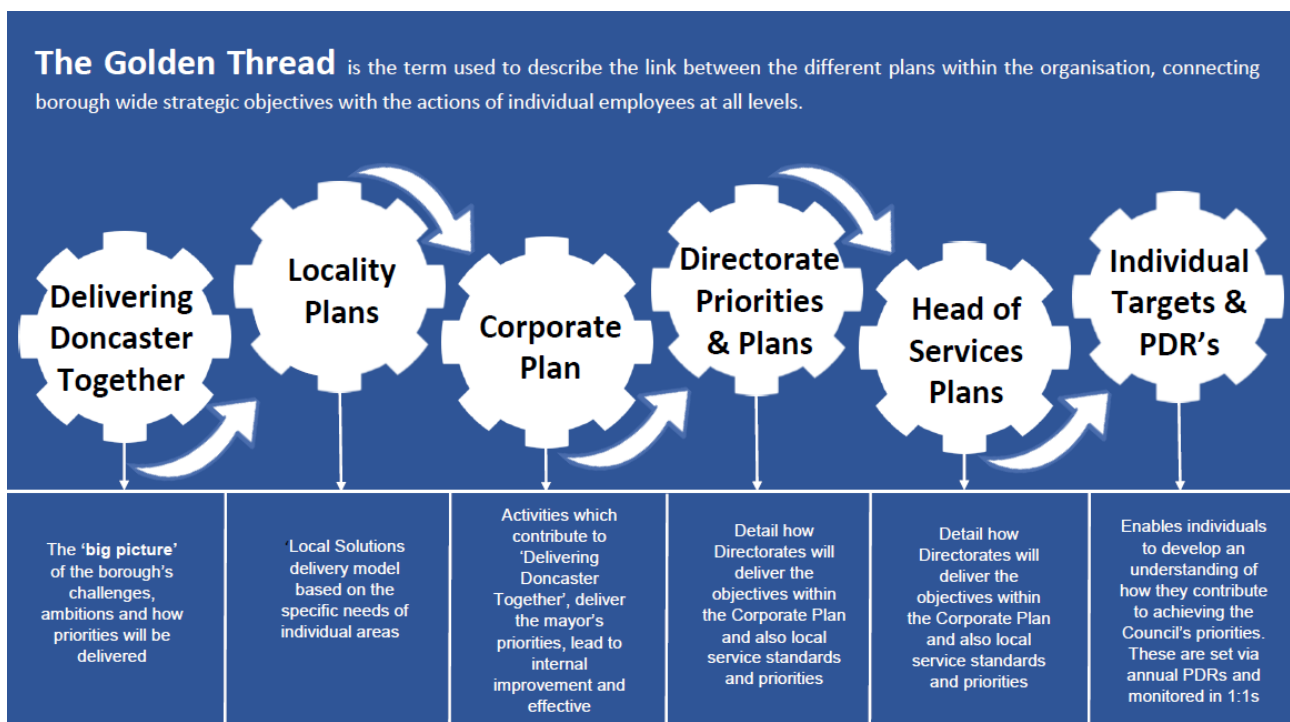 The Golden Thread is the term used to describe the link between the different plans within the organisation, connecting
borough wide strategic objectives with the actions of individual employees at all levels.
Delivering
Doncaster
Together
Locality
Plans
Corporate
Plan
Directorate
Priorities
& Plans
Head of
Services
Plans
Individual
Targets &
PDR's
The ‘big picture’
of the borough’s
challenges,
ambitions and how
priorities will be
delivered
‘Local Solutions
delivery model
based on the
specific needs of
individual areas
Activities which
contribute to
‘Delivering
Doncaster
Together’, deliver
the mayor’s
priorities, lead to
internal
improvement and
effective
Detail how
Directorates will
deliver the
objectives within
the Corporate Plan
and also local
service standards
and priorities
Detail how
Directorates will
deliver the
objectives within
the Corporate Plan
and also local
service standards
and priorities
Enables individuals
to develop an
understanding of
how they contribute
to achieving the
Council’s priorities.
These are set via
annual PDRs and
monitored in 1:1s